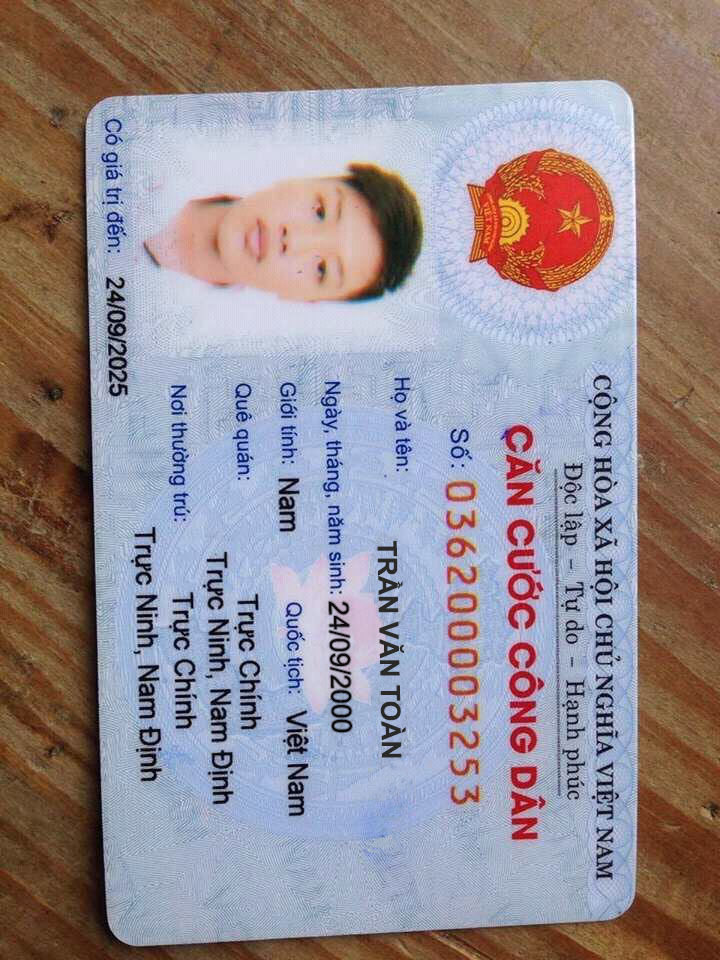 CỘNG HÒA XÃ HỘI CHỦ NGHĨA VIỆT NAM
Độc lập – Tự do – Hạnh phúc
CĂN CƯỚC CÔNG DÂN
Số: 036200003253
Họ và tên:
TRẦN VĂN TOÀN
Ngày, tháng, năm sinh: 24/09/2000
Giới tính: Nam Quốc tịch: Việt Nam
Quê quán: Trực Chính
Trực Ninh, Nam Định
Nơi thường trú: Trực Chính
Trực Ninh, Nam Định
Có giá trị đến: 24/09/2025
VIỆT NAM